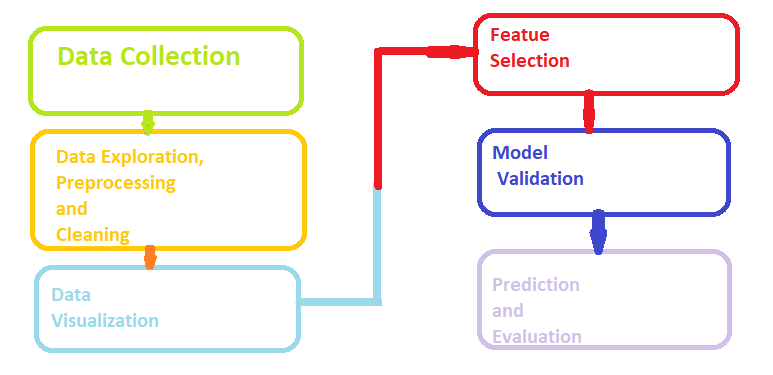 Data Collection
Data Exploration,
Preprocessing
and
Cleaning
Data
Visualization
Featue
Selection
Model
Validation
Prediction
and
Evaluation